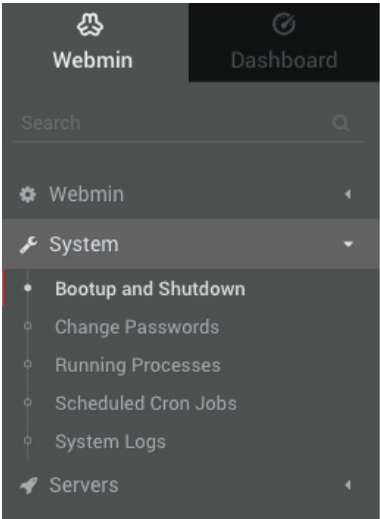 Webmin
Dashboard
Search
Webmin
System
Bootup and Shutdown
Change Passwords
Running Processes
Scheduled Cron Jobs
System Logs
Servers